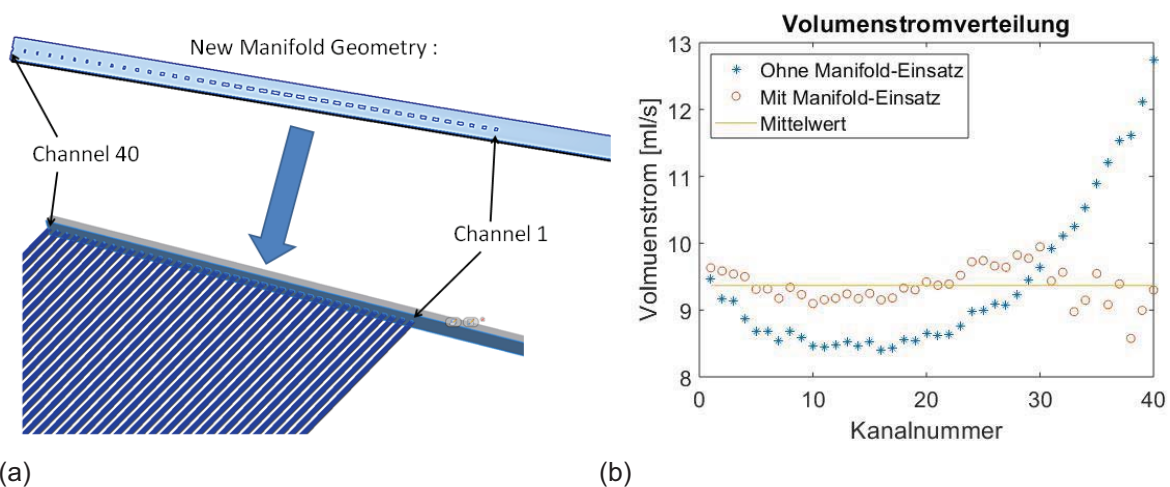 New Manifold Geometry :
Channel 40
Channel 1
(a)
Volumenstromverteilung
Ohne Manifold-Einsatz
Mit Manifold-Einsatz
Mittelwert
Volmuenstrom [ml/s]
13
12
11
10
9
8
0
10
20
30
40
Kanalnummer
(b)